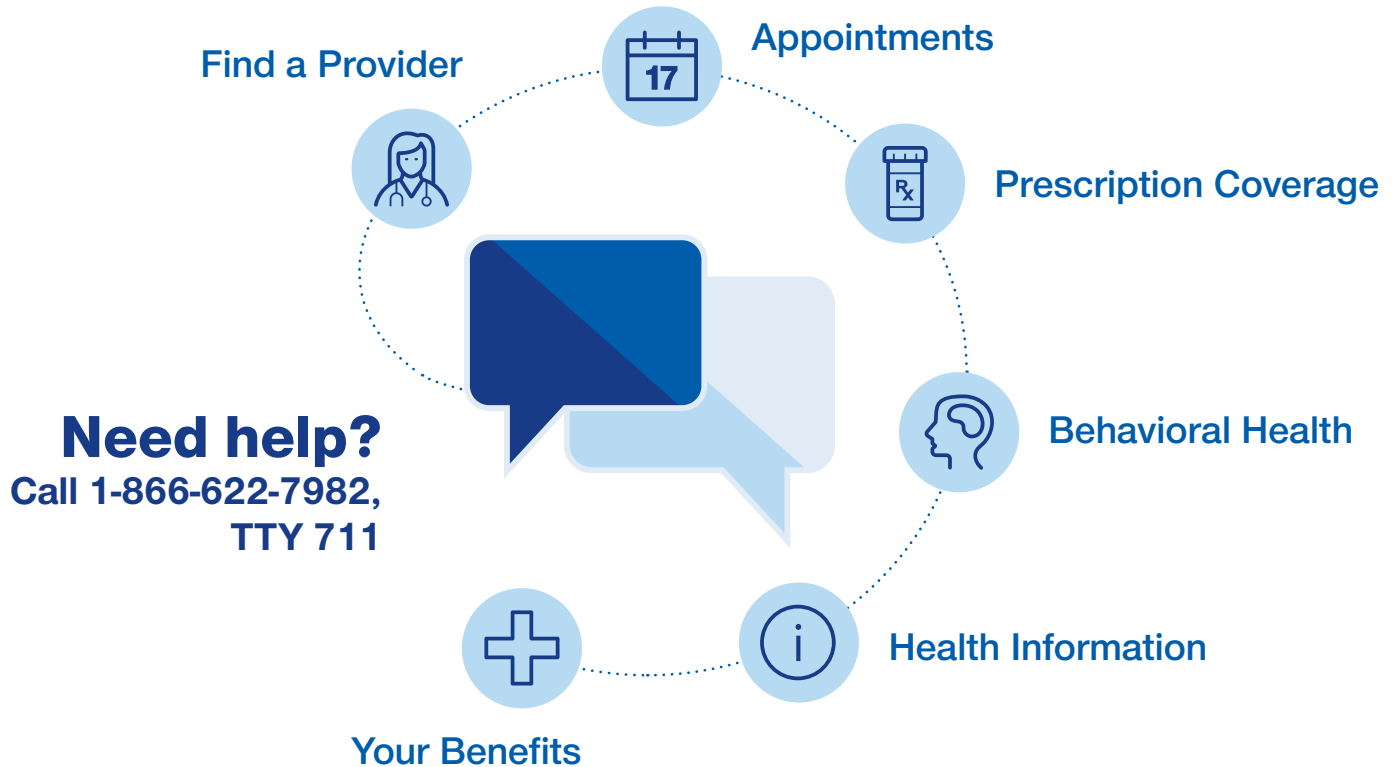 Find a Provider
Appointments
17
Prescription Coverage
Rx
Behavioral Health
Need help?
Call 1-866-622-7982,
TTY 711
i
Health Information
Your Benefits